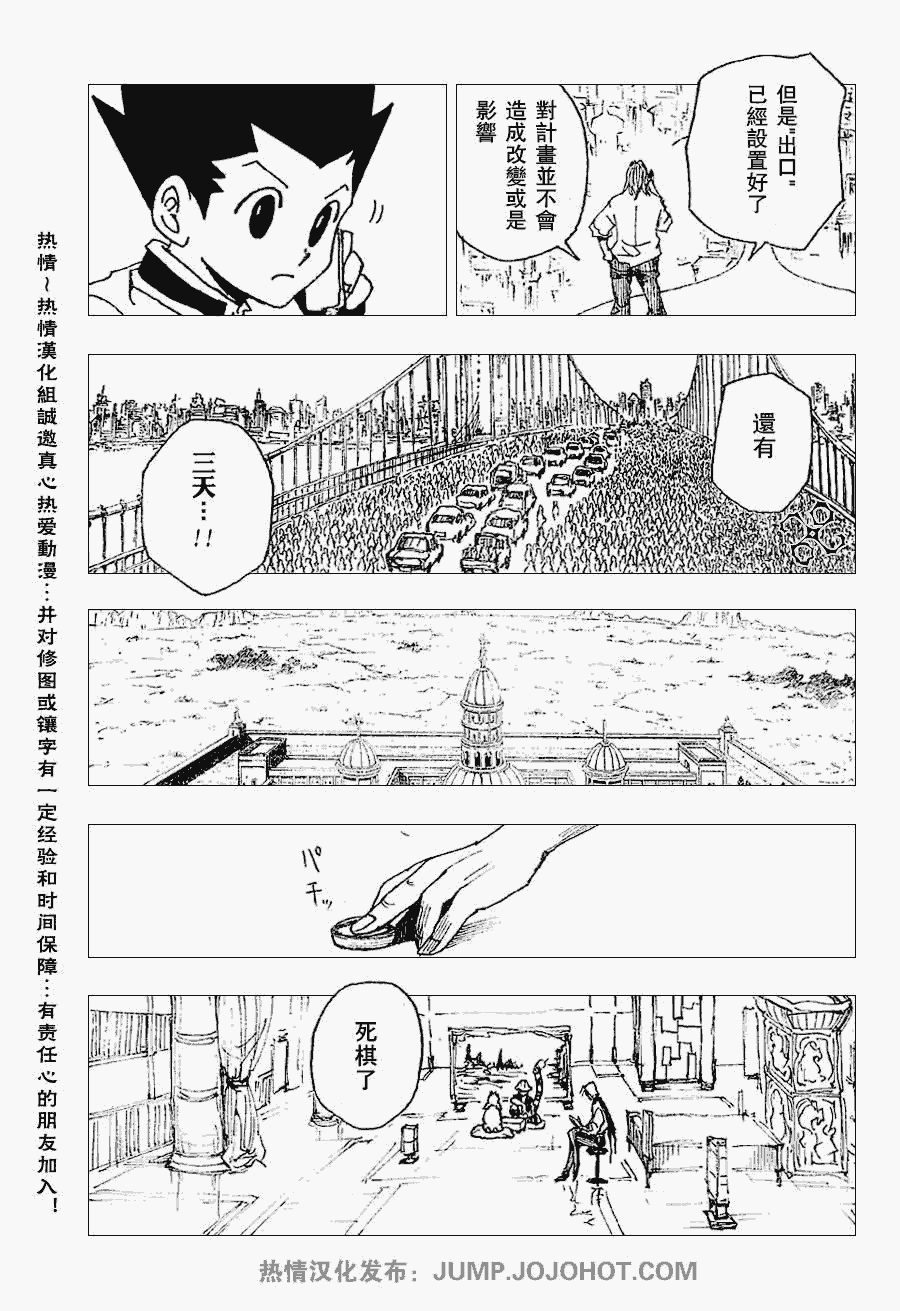 但是"出口"
已經設置好了
對計畫並不會
造成改變或是
影響
還有
三天…!!
パチッ
死棋了
热情~热情漢化組誠邀真心热爱動漫…并对修图或镶字有一定经验和时间保障…有责任心的朋友加入!
热情汉化发布: JUMP.JOJOHOT.COM